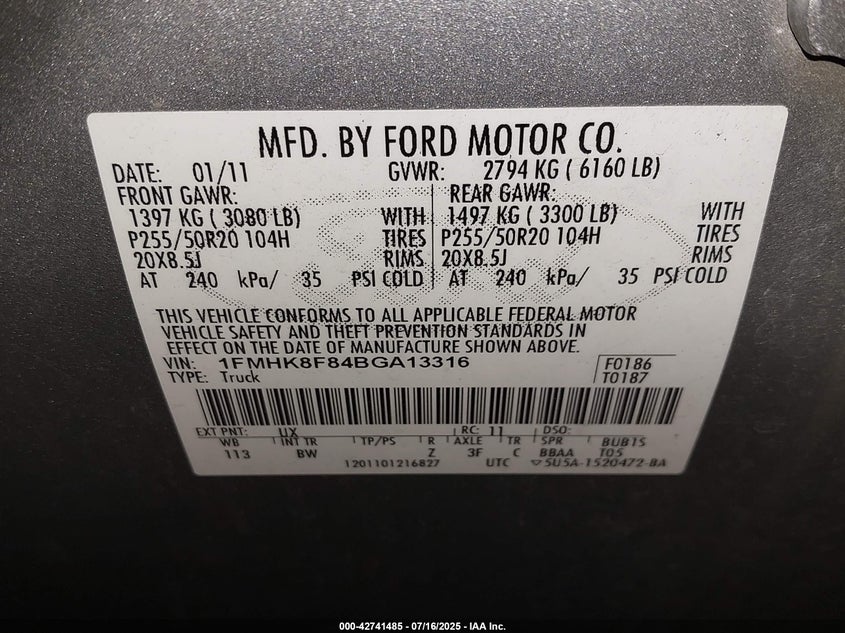 MFD. BY FORD MOTOR CO.
DATE: 01/11 GVWR: 2794 KG ( 6160 LB)
FRONT GAWR: REAR GAWR:
1397 KG ( 3080 LB) WITH 1497 KG ( 3300 LB) WITH
P255/50R20 104H TIRES P255/50R20 104H TIRES
20X8.5J RIMS 20X8.5J RIMS
AT 240 kPa/ 35 PSI COLD AT 240 kPa/ 35 PSI COLD
THIS VEHICLE CONFORMS TO ALL APPLICABLE FEDERAL MOTOR
VEHICLE SAFETY AND THEFT PREVENTION STANDARDS IN
EFFECT ON THE DATE OF MANUFACTURE SHOWN ABOVE.
VIN: 1FMHK8F84BGA13316 F0186
TYPE: Truck T0187
EXT PNT: UX RC: 11 DSO:
WB INT TR TP/PS R AXLE TR SPR BUB1S
113 BW Z 3F C BBAA T05
1201101216827 UTC ▽5U5A-1520472-BA
000-42741485 - 07/16/2025 - IAA Inc.